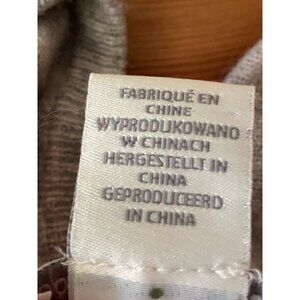 FABRIQUÉ EN
CHINE
WYPRODUKOWANO
W CHINACH
HERGESTELLT IN
CHINA
GEPRODUCEERD
IN CHINA